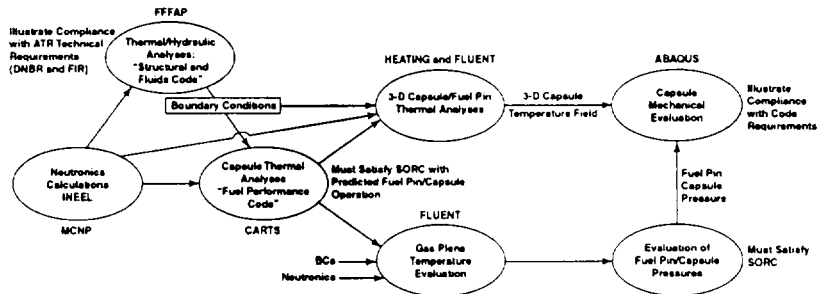 FFFAP
Illustrate Compliance
with ATR Technical
Requirements
(DNBR and FIR)
Thermal/Hydraulic
Analyses:
"Structural and
Fluids Code"
Boundary Conditions
HEATING and FLUENT
3-D Capsule/Fuel Pin
Thermal Analyses
3-D Capsule
Temperature Field
ABAQUS
Capsule
Mechanical
Evaluation
Illustrate
Compliance
with Code
Requirements
Neutronics
Calculations
INEEL
MCNP
Capsule Thermal
Analyses
"Fuel Performance
Code"
CARTS
Must Satisfy SORC with
Predicted Fuel Pin/Capsule
Operation
Fuel Pin
Capsule
Pressure
FLUENT
BCs
Neutronics
Gas Plena
Temperature
Evaluation
Evaluation of
Fuel Pin/Capsule
Pressures
Must Satisfy
SORC